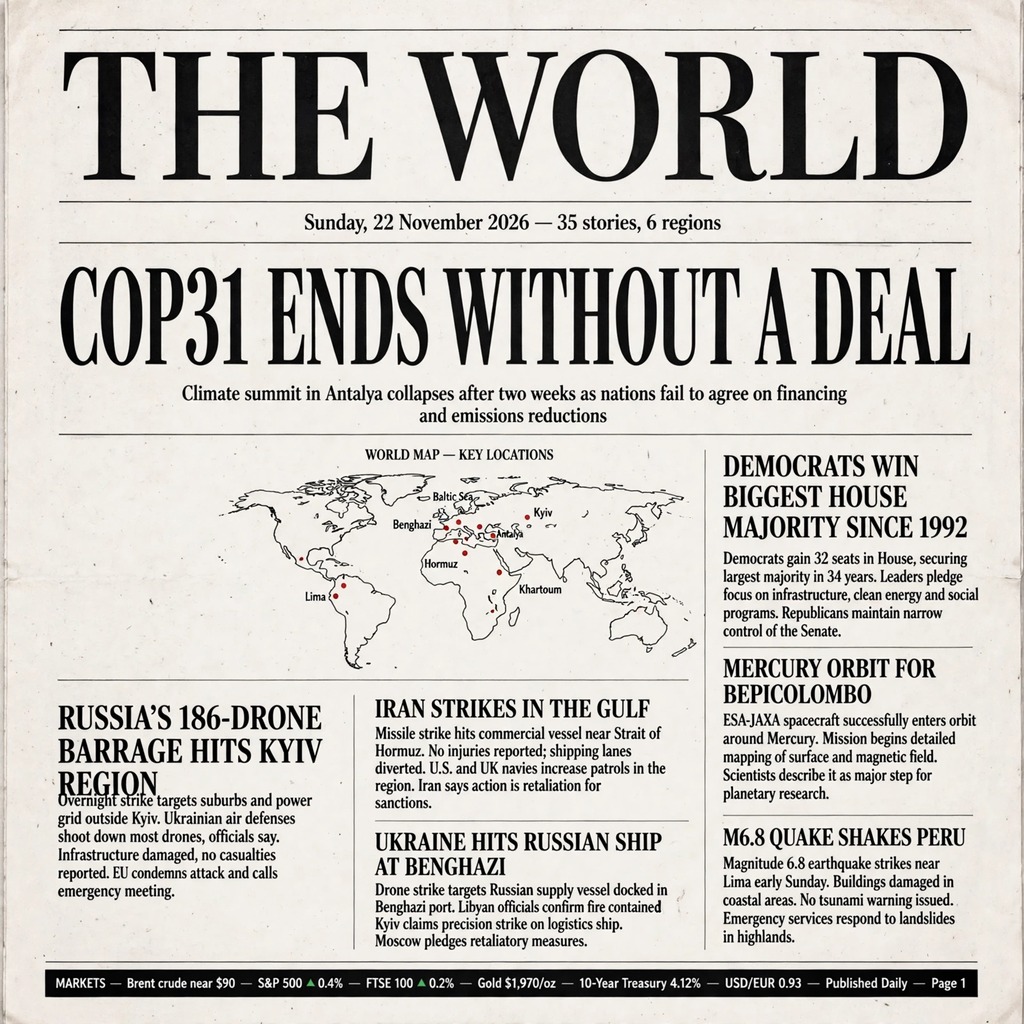 THE WORLD
Sunday, 22 November 2026 — 35 stories, 6 regions
COP31 ENDS WITHOUT A DEAL
Climate summit in Antalya collapses after two weeks as nations fail to agree on financing
and emissions reductions
WORLD MAP — KEY LOCATIONS
Baltic Sea
Kyiv
Benghazi
Antalya
Hormuz
Khartoum
Lima
RUSSIA'S 186-DRONE
BARRAGE HITS KYIV
REGION
Overnight strike targets suburbs and power
grid outside Kyiv. Ukrainian air defenses
shoot down most drones, officials say.
Infrastructure damaged, no casualties
reported. EU condemns attack and calls
emergency meeting.
IRAN STRIKES IN THE GULF
Missile strike hits commercial vessel near Strait of
Hormuz. No injuries reported; shipping lanes
diverted. U.S. and UK navies increase patrols in the
region. Iran says action is retaliation for
sanctions.
UKRAINE HITS RUSSIAN SHIP
AT BENGHAZI
Drone strike targets Russian supply vessel docked in
Benghazi port. Libyan officials confirm fire contained
Kyiv claims precision strike on logistics ship.
Moscow pledges retaliatory measures.
DEMOCRATS WIN
BIGGEST HOUSE
MAJORITY SINCE 1992
Democrats gain 32 seats in House, securing
largest majority in 34 years. Leaders pledge
focus on infrastructure, clean energy and social
programs. Republicans maintain narrow
control of the Senate.
MERCURY ORBIT FOR
BEPICOLOMBO
ESA-JAXA spacecraft successfully enters orbit
around Mercury. Mission begins detailed
mapping of surface and magnetic field.
Scientists describe it as major step for
planetary research.
M6.8 QUAKE SHAKES PERU
Magnitude 6.8 earthquake strikes near
Lima early Sunday. Buildings damaged in
coastal areas. No tsunami warning issued.
Emergency services respond to landslides
in highlands.
MARKETS — Brent crude near $90 — S&P 500 ▲ 0.4% — FTSE 100 ▲ 0.2% — Gold $1,970/oz — 10-Year Treasury 4.12% — USD/EUR 0.93 — Published Daily — Page 1